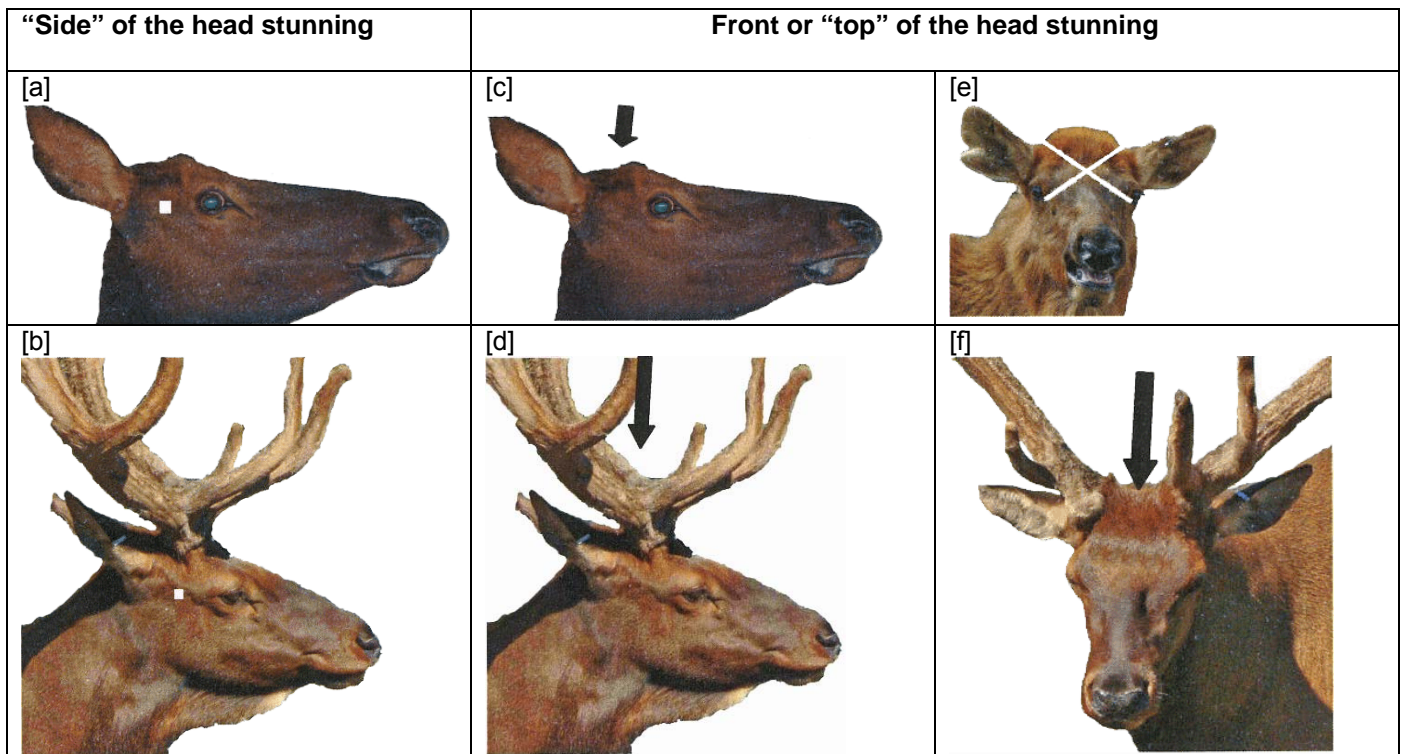 “Side” of the head stunning
Front or “top” of the head stunning
[a]
[c]
[e]
[b]
[d]
[f]